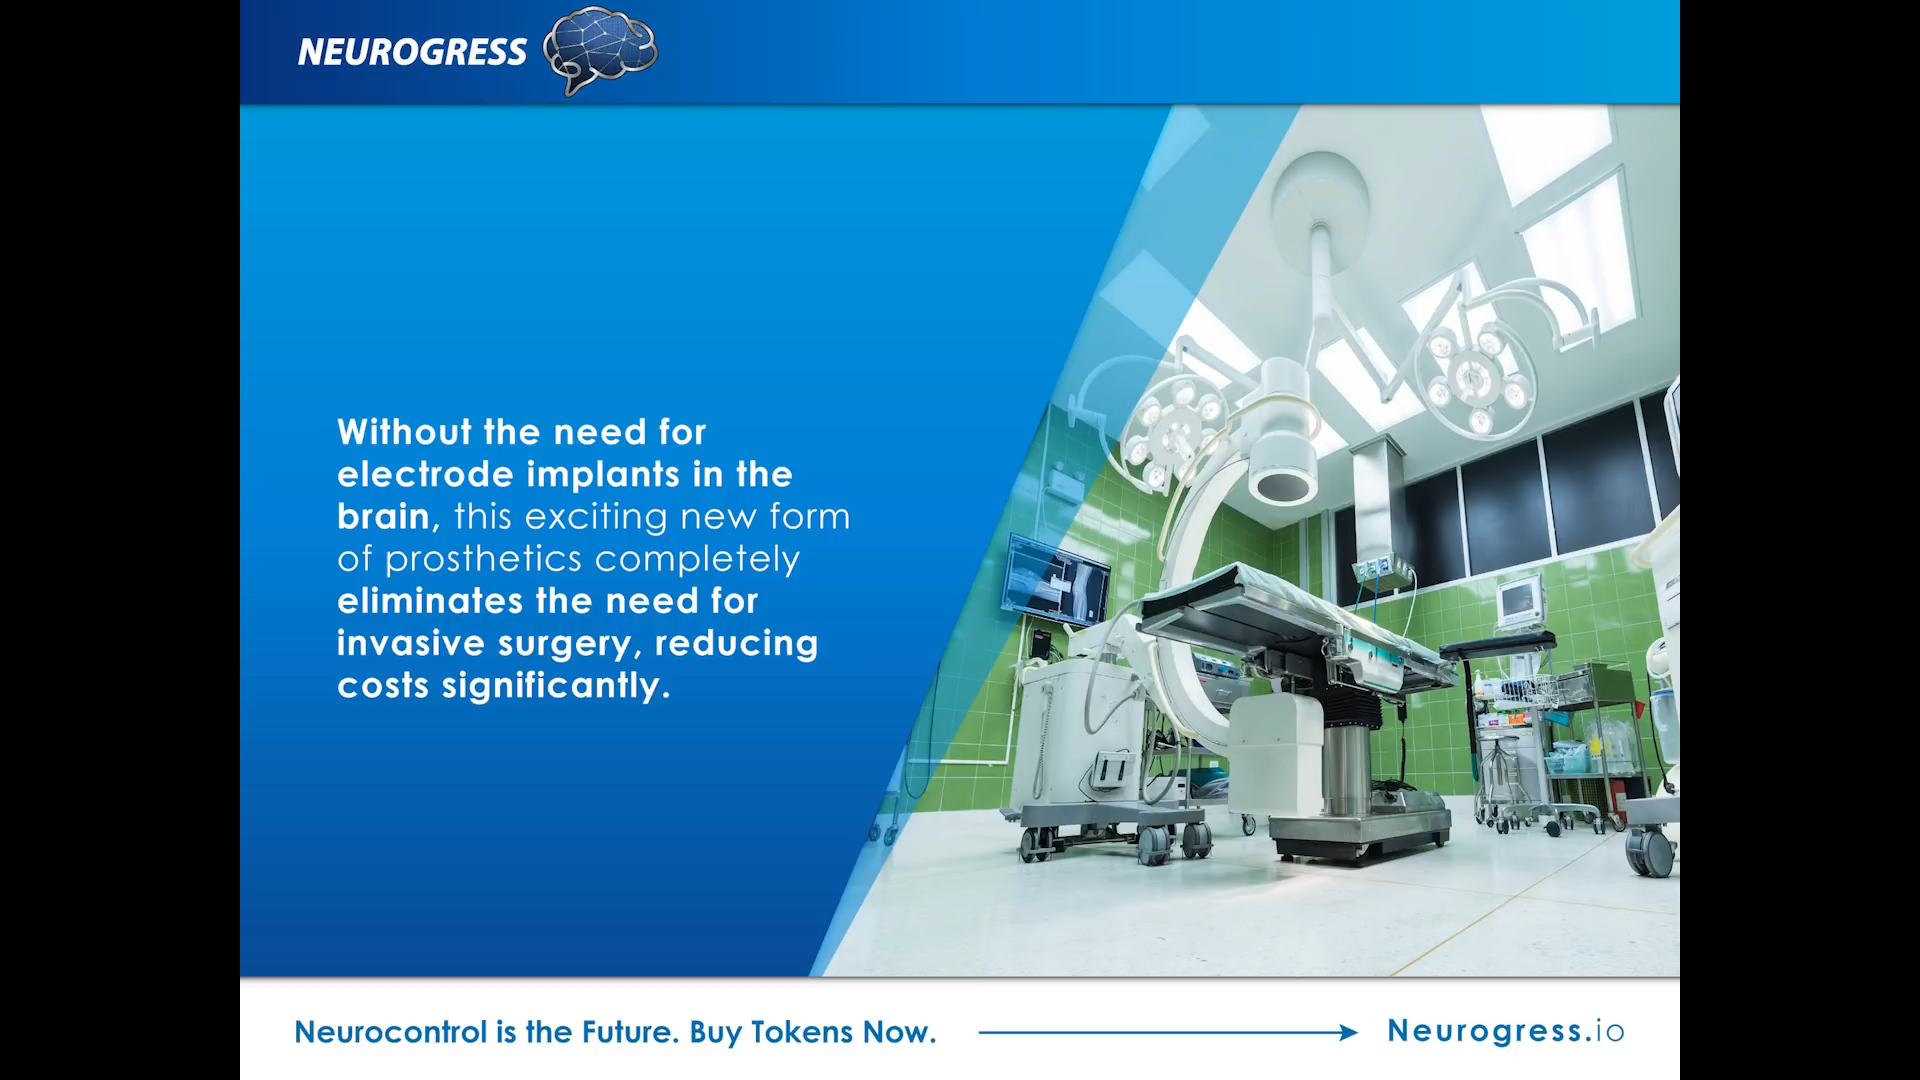 NEUROGRESS
Without the need for
electrode implants in the
brain, this exciting new form
of prosthetics completely
eliminates the need for
invasive surgery, reducing
costs significantly.
Neurocontrol is the Future. Buy Tokens Now.
Neurogress.io